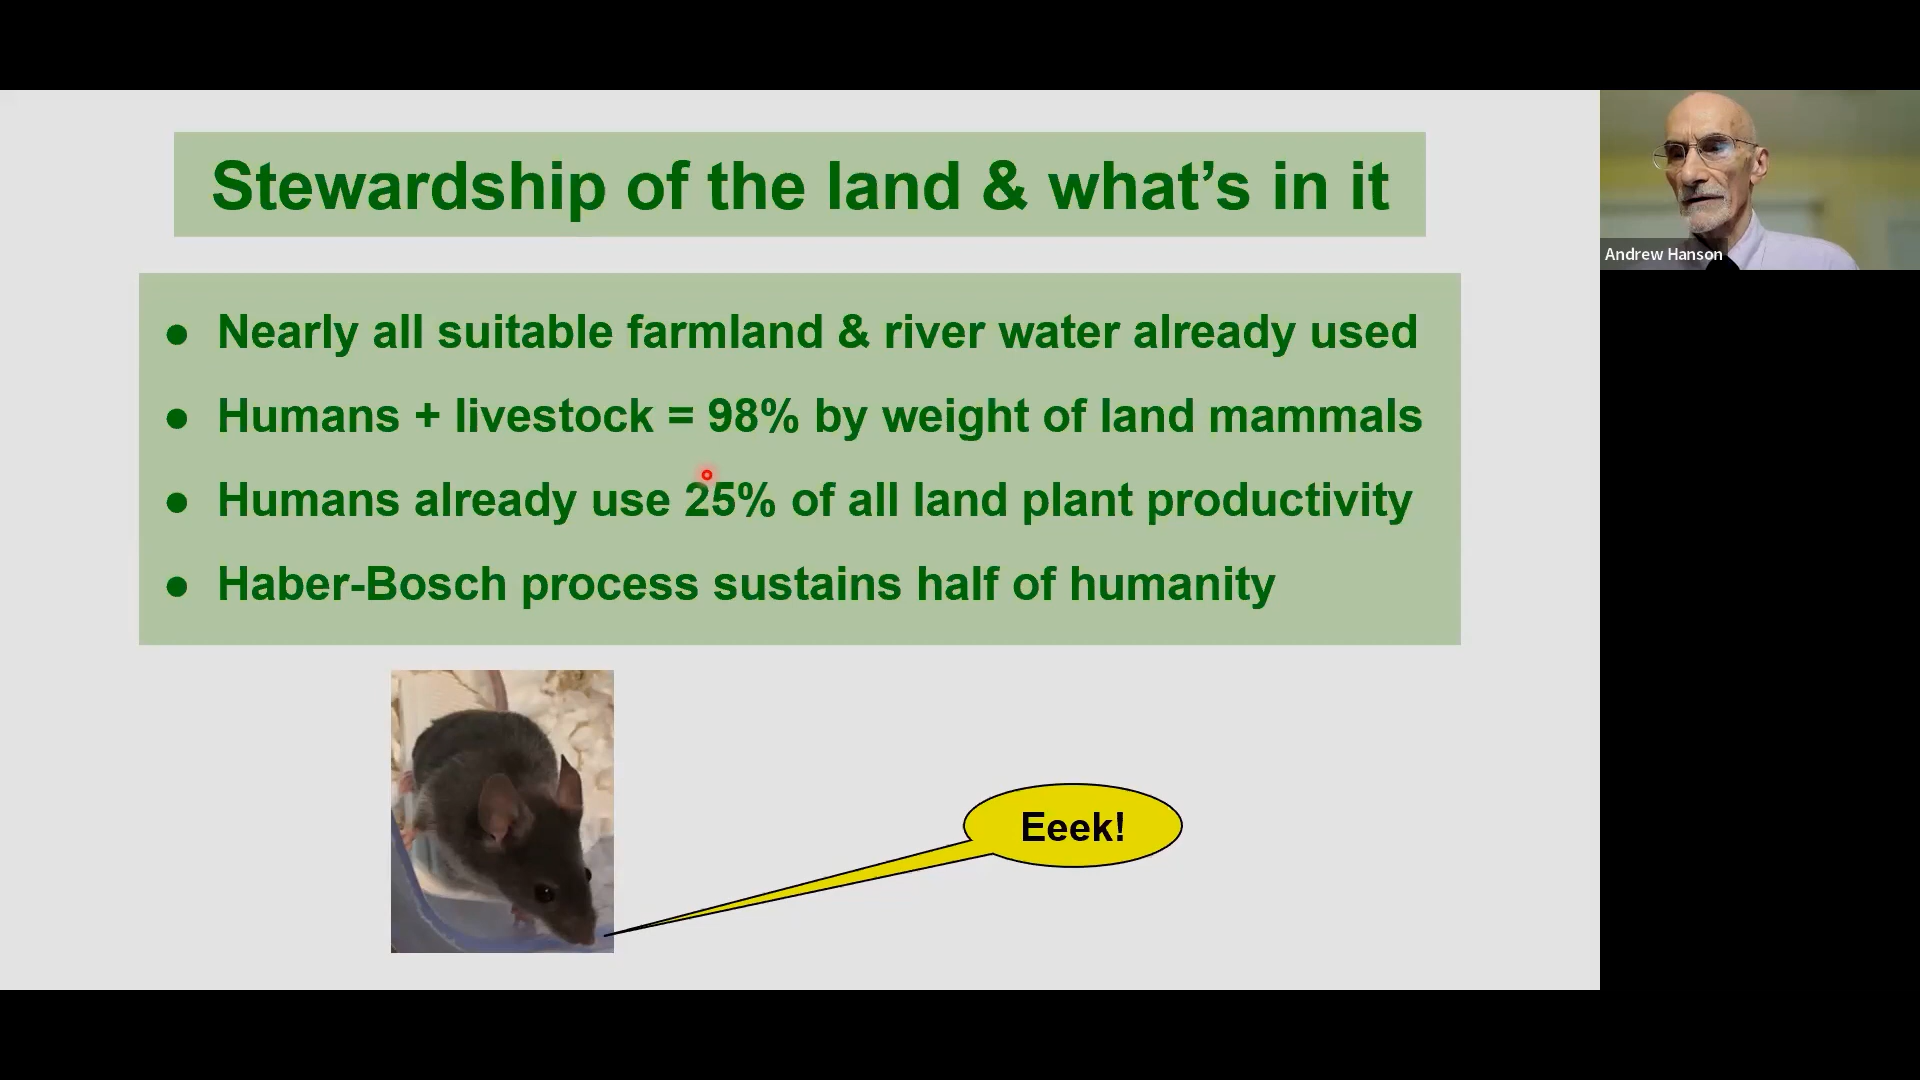 Stewardship of the land & what’s in it
● Nearly all suitable farmland & river water already used
● Humans + livestock = 98% by weight of land mammals
● Humans already use 25% of all land plant productivity
● Haber-Bosch process sustains half of humanity
Eeek!
Andrew Hanson